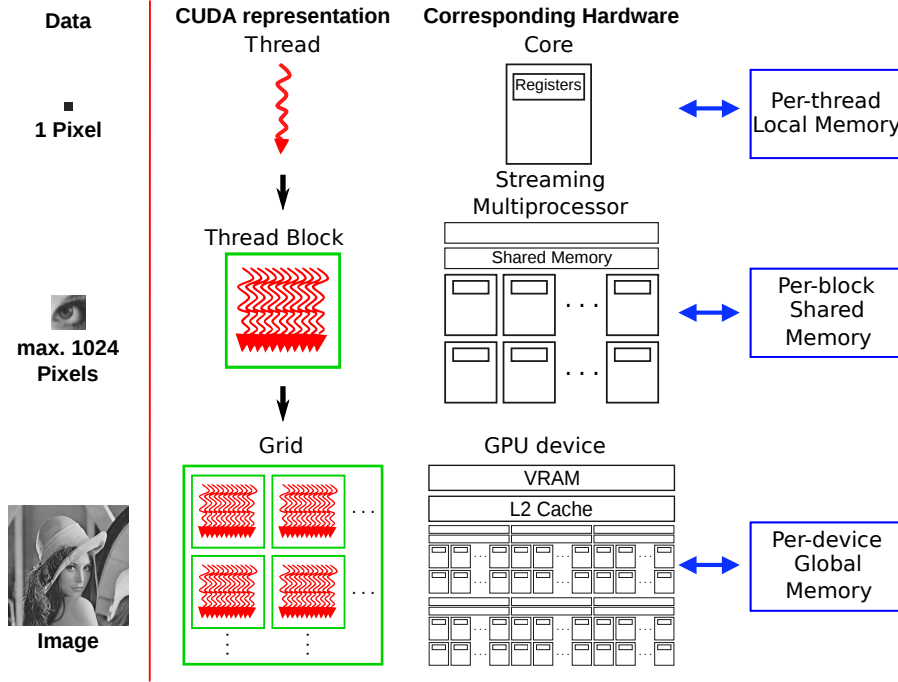 Data
CUDA representation
Corresponding Hardware
Thread
Core
Registers
1 Pixel
Per-thread
Local Memory
Streaming
Multiprocessor
Thread Block
Shared Memory
. . .
. . .
max. 1024
Pixels
Per-block
Shared
Memory
Grid
GPU device
VRAM
L2 Cache
. . .
. . .
Per-device
Global
Memory
Image